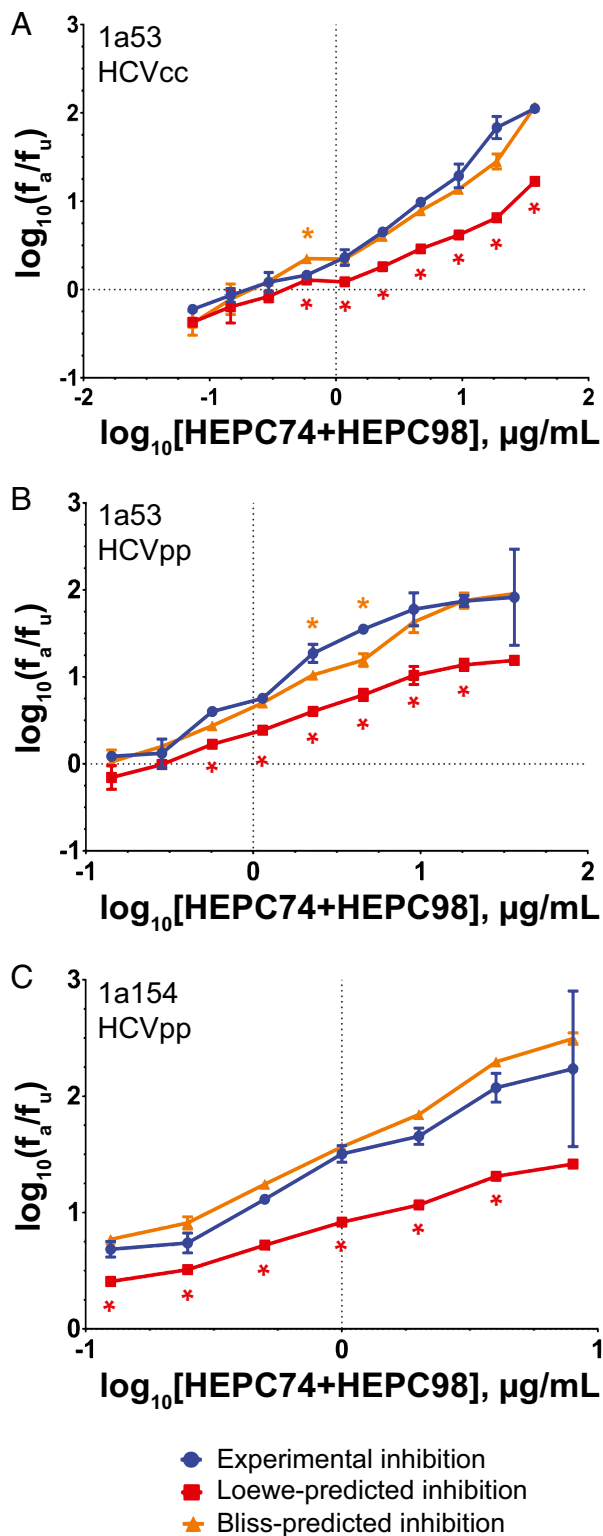 A
1a53
HCVcc
log10(fa/fu)
3
2
1
0
-1
-2 -1 0 1 2
log10[HEPC74+HEPC98], µg/mL
* * * * * * * *
B
1a53
HCVpp
log10(fa/fu)
3
2
1
0
-1
-1 0 1 2
log10[HEPC74+HEPC98], µg/mL
* * * * * * * *
C
1a154
HCVpp
log10(fa/fu)
3
2
1
0
-1 0 1
log10[HEPC74+HEPC98], µg/mL
* * * * * *
Experimental inhibition
Loewe-predicted inhibition
Bliss-predicted inhibition